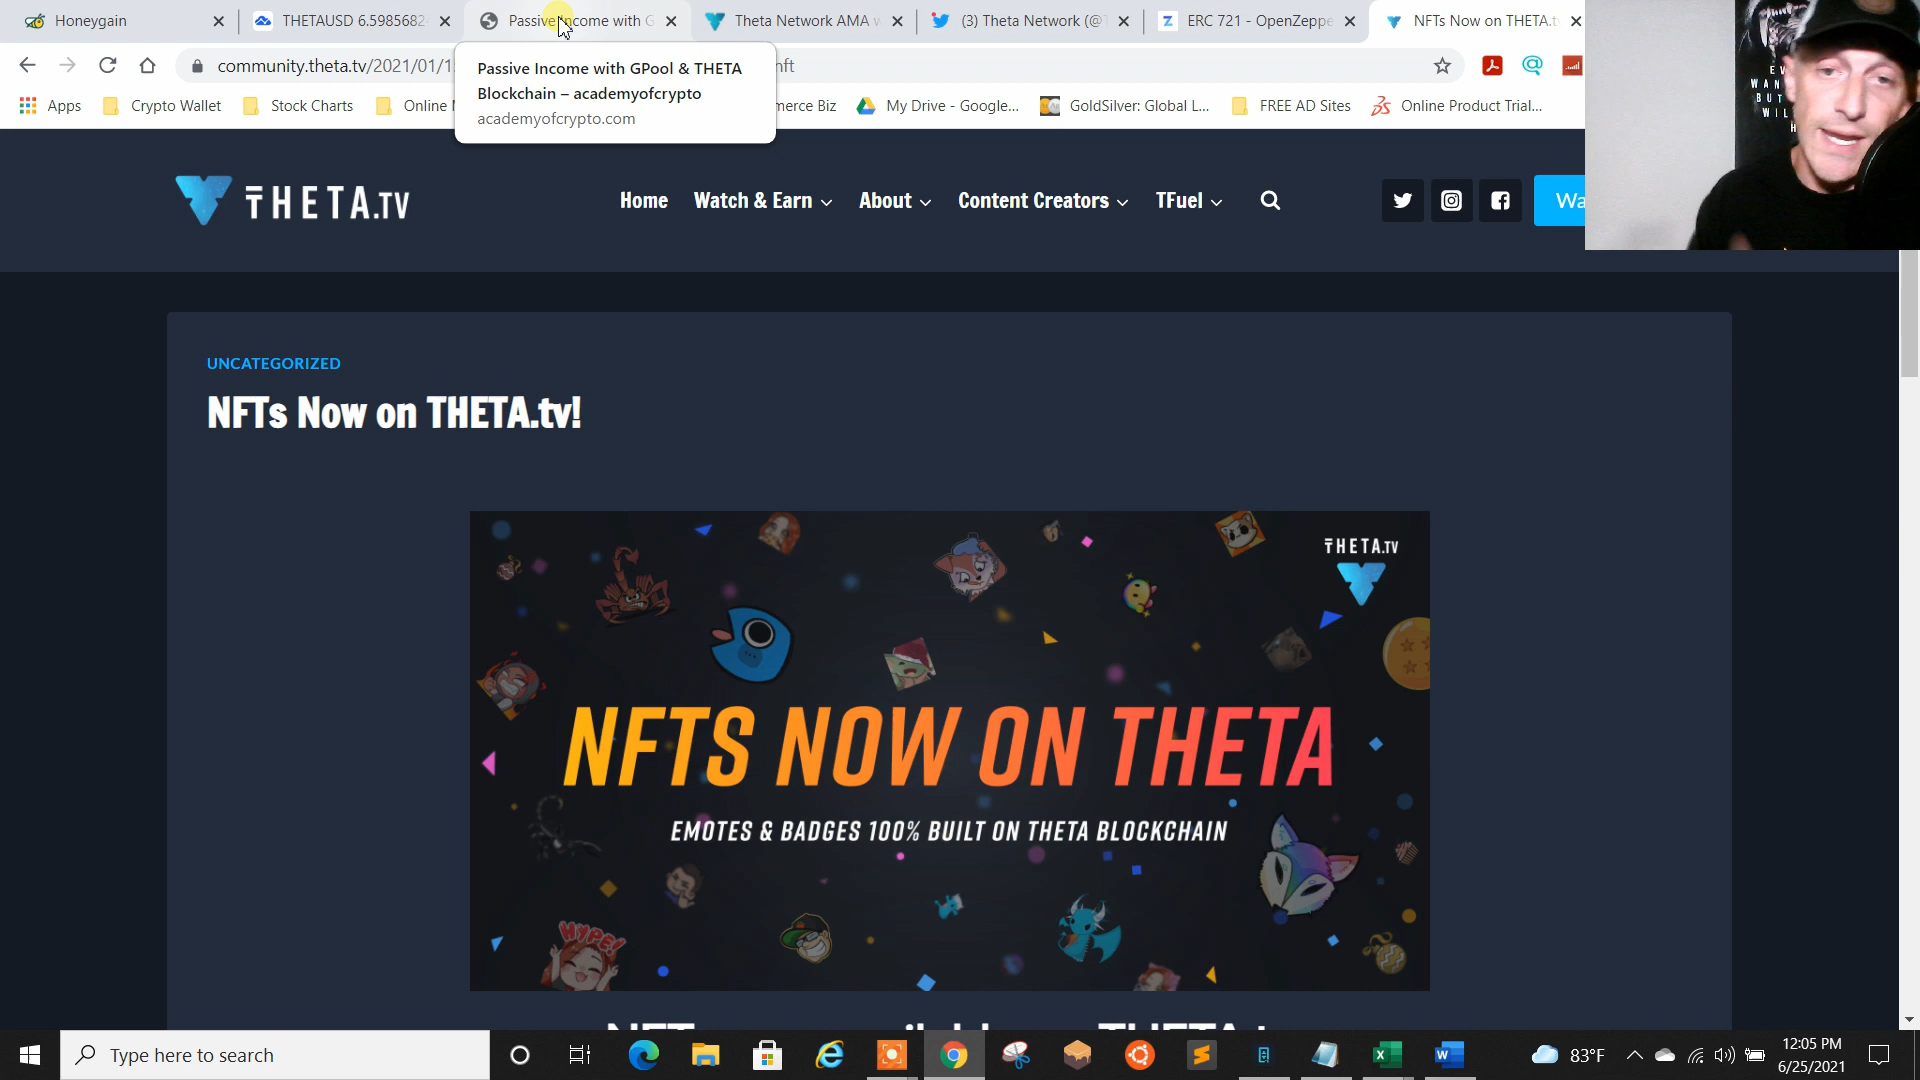 Honeygain
THETAUSD 6.5985682
Passive Income with G
Theta Network AMA
(3) Theta Network (@
ERC 721 - OpenZeppe
NFTs Now on THETA.t
community.theta.tv/2021/01/1
nft
Passive Income with GPool & THETA
Blockchain – academyofcrypto
academyofcrypto.com
Apps
Crypto Wallet
Stock Charts
Online
merce Biz
My Drive - Google...
GoldSilver: Global L...
FREE AD Sites
Online Product Trial...
THETA.TV
Home
Watch & Earn
About
Content Creators
TFuel
Wa
UNCATEGORIZED
NFTs Now on THETA.tv!
THETA.TV
NFTS NOW ON THETA
EMOTES & BADGES 100% BUILT ON THETA BLOCKCHAIN
HYPE!
Type here to search
83°F
12:05 PM
6/25/2021